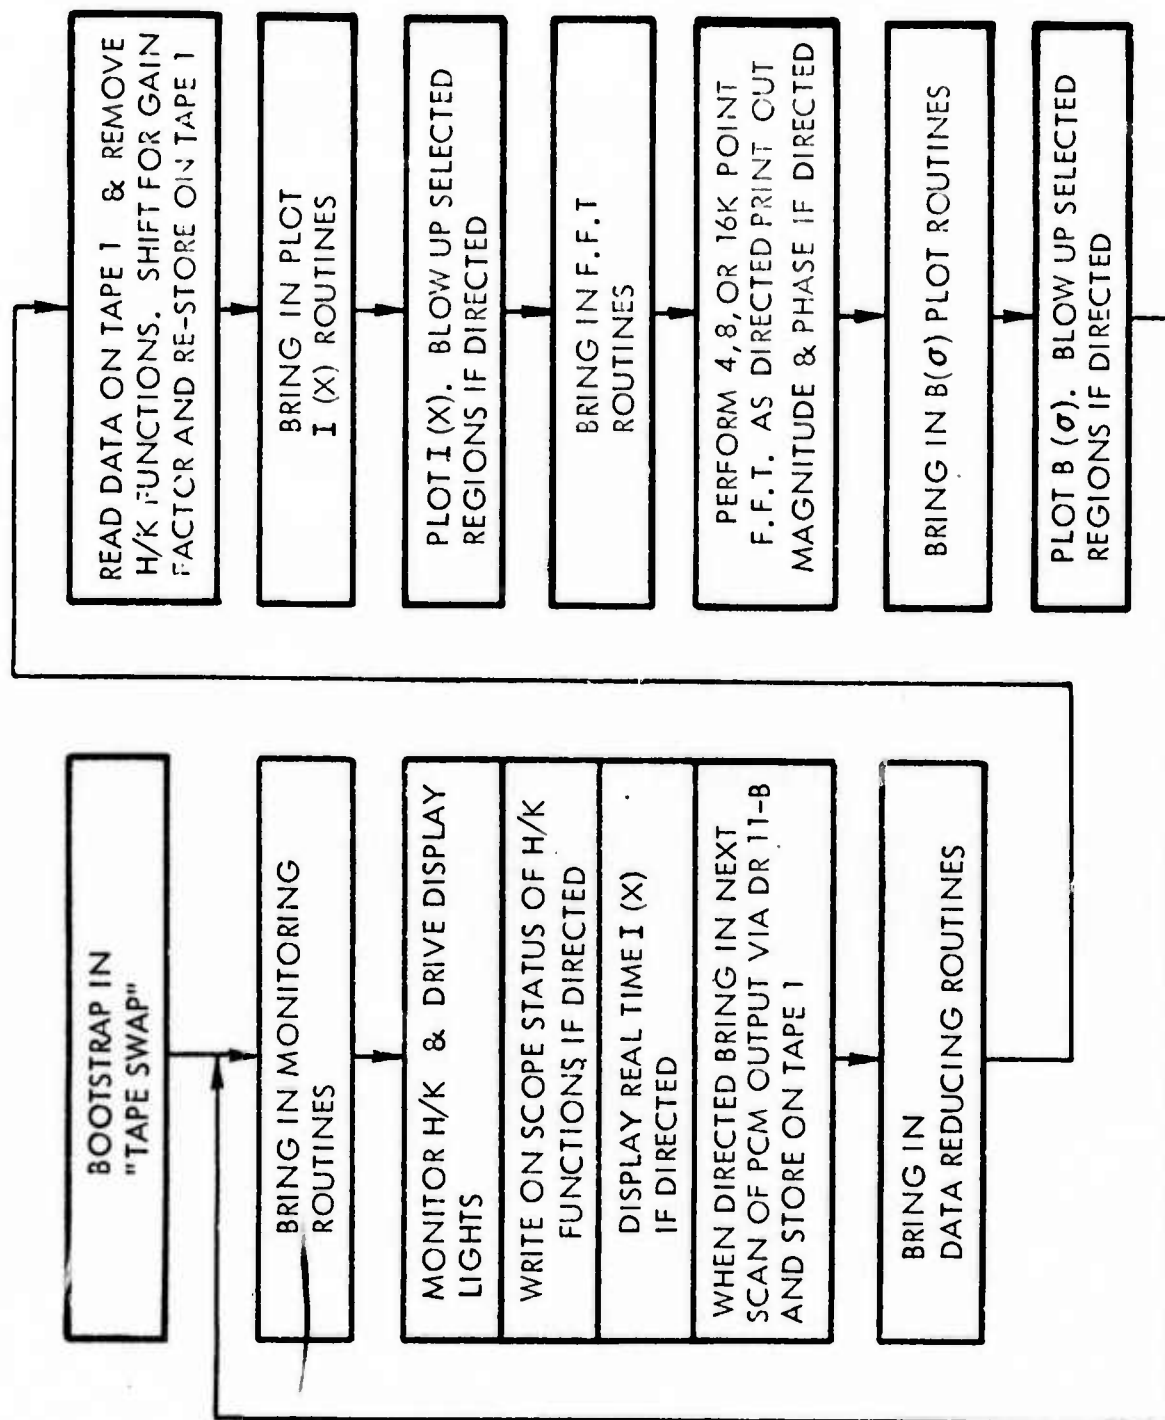 BOOTSTRAP IN
"TAPE SWAP"
BRING IN MONITORING
ROUTINES
MONITOR H/K & DRIVE DISPLAY
LIGHTS
WRITE ON SCOPE STATUS OF H/K
FUNCTIONS, IF DIRECTED
DISPLAY REAL TIME I (X)
IF DIRECTED
WHEN DIRECTED BRING IN NEXT
SCAN OF PCM OUTPUT VIA DR 11-B
AND STORE ON TAPE 1
BRING IN
DATA REDUCING ROUTINES
READ DATA ON TAPE 1 & REMOVE
H/K FUNCTIONS. SHIFT FOR GAIN
FACTOR AND RE-STORE ON TAPE 1
BRING IN PLOT
I (X) ROUTINES
PLOT I (X). BLOW UP SELECTED
REGIONS IF DIRECTED
BRING IN F.F.T
ROUTINES
PERFORM 4,8, OR 16K POINT
F.F.T. AS DIRECTED PRINT OUT
MAGNITUDE & PHASE IF DIRECTED
BRING IN B(σ) PLOT ROUTINES
PLOT B (σ). BLOW UP SELECTED
REGIONS IF DIRECTED